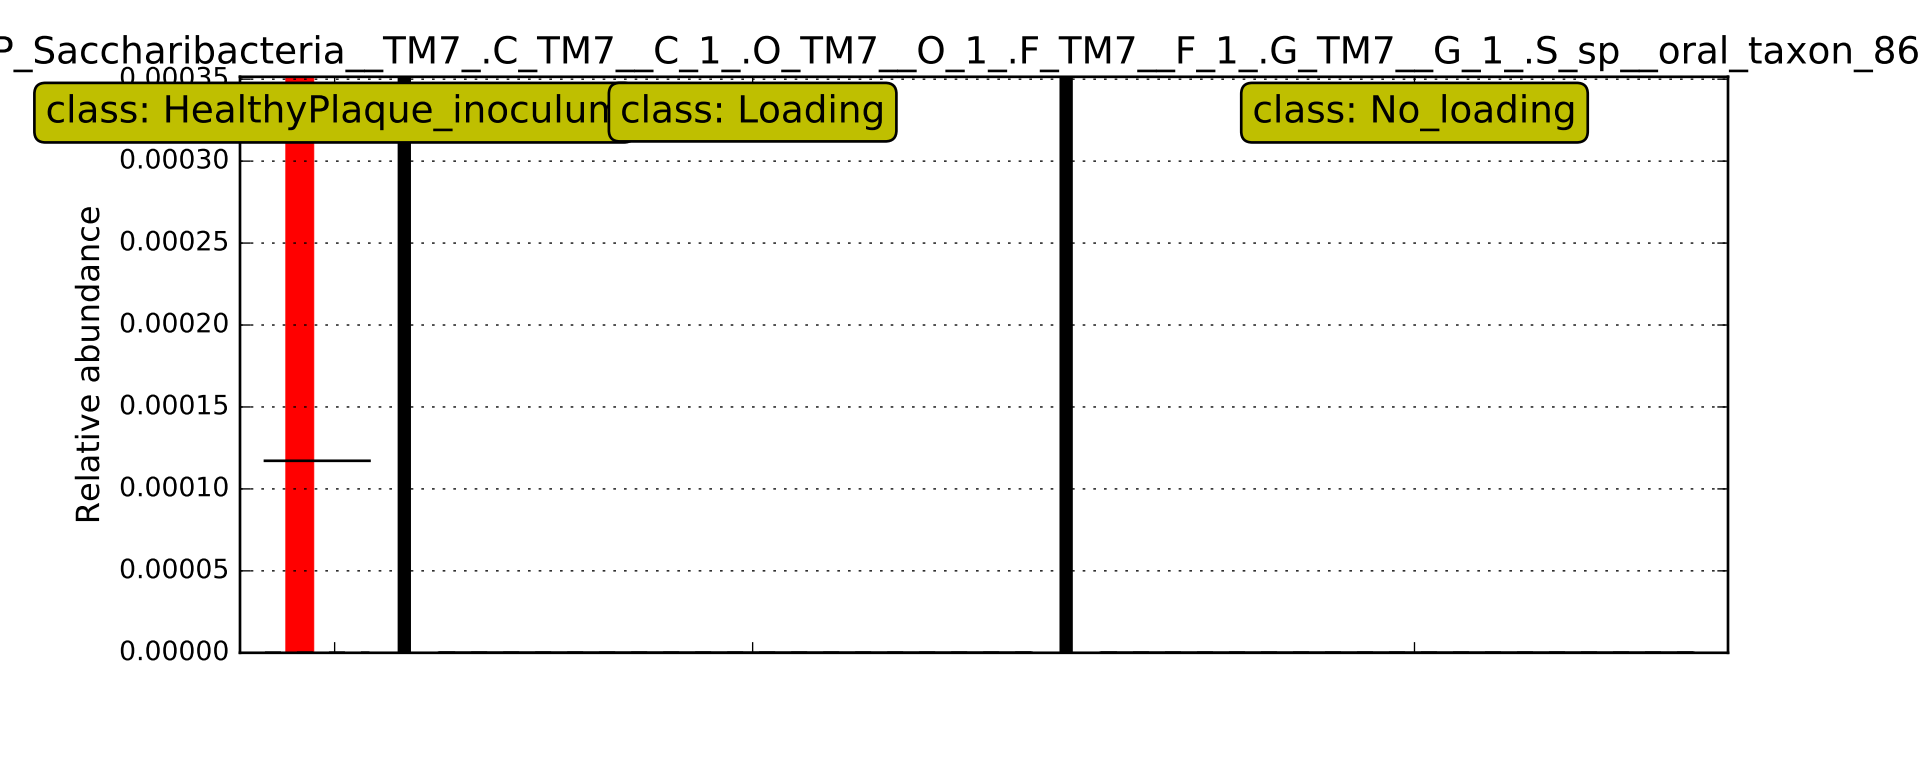 P_Saccharibacteria__TM7_.C_TM7__C_1_.O_TM7__O_1_.F_TM7__F_1_.G_TM7__G_1_.S_sp__oral_taxon_86
0.00035
class: HealthyPlaque_inoculum
class: Loading
class: No_loading
0.00030
0.00025
0.00020
0.00015
0.00010
0.00005
0.00000
Relative abundance